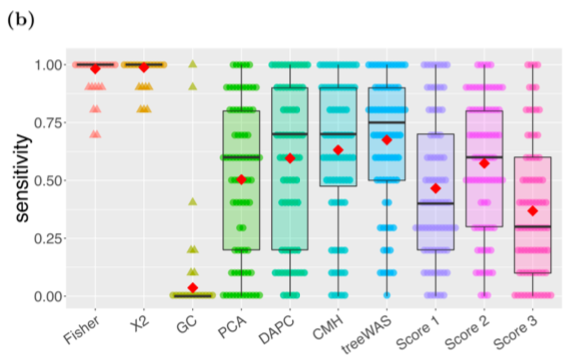 (b)
sensitivity
1.00
0.75
0.50
0.25
0.00
Fisher
X2
GC
PCA
DAPC
CMH
treeWAS
Score 1
Score 2
Score 3